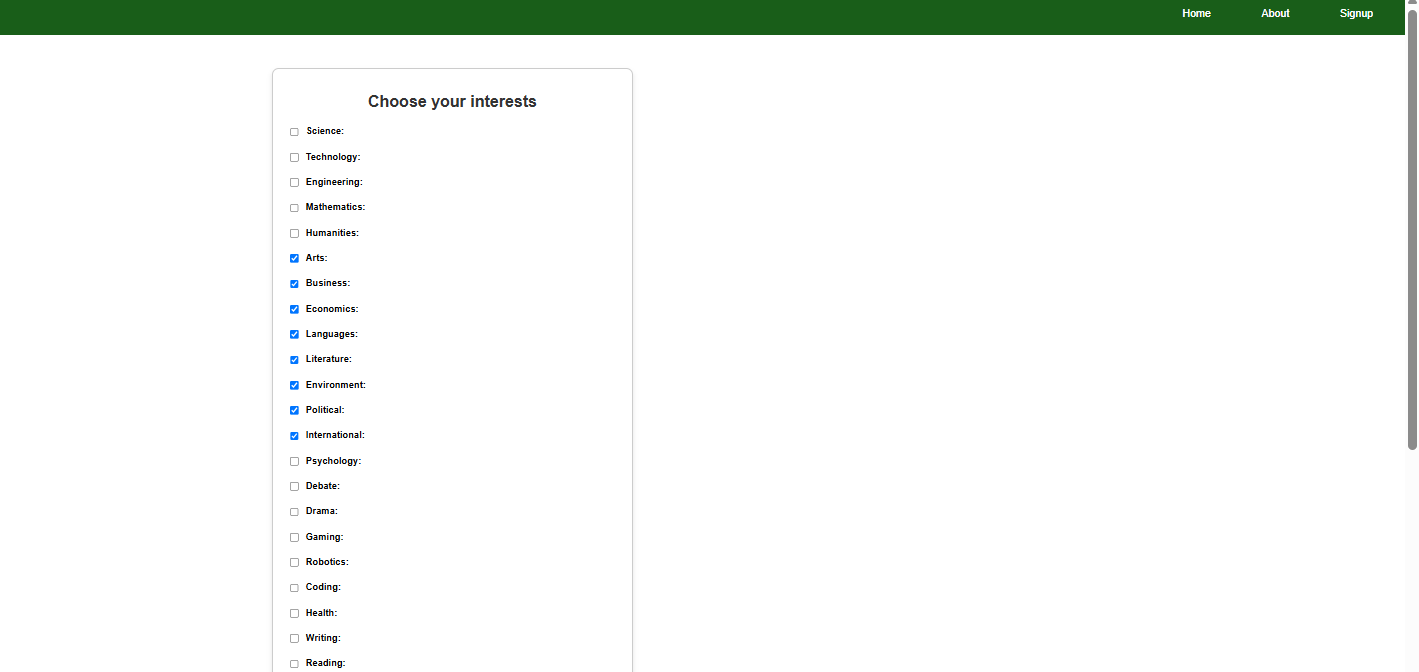 Home About Signup
Choose your interests
Science:
Technology:
Engineering:
Mathematics:
Humanities:
Arts:
Business:
Economics:
Languages:
Literature:
Environment:
Political:
International:
Psychology:
Debate:
Drama:
Gaming:
Robotics:
Coding:
Health:
Writing:
Reading: